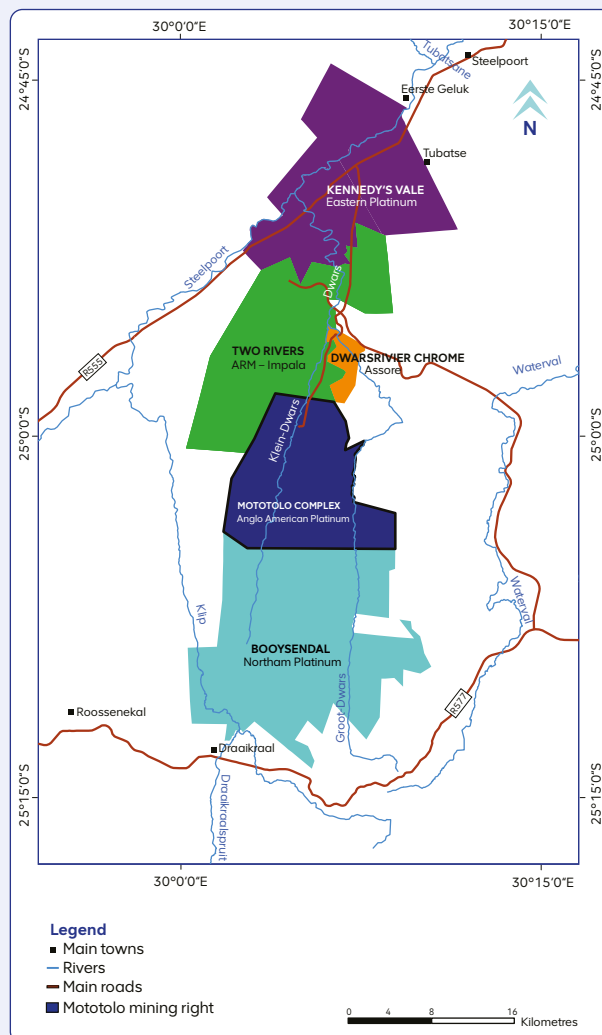 30°0’0”E
30°15’0”E
24°45’0”S
24°45’0”S
Tubatsane
Steelpoort
Eerste Geluk
N
Tubatse
KENNEDY’S VALE
Eastern Platinum
Steelpoort
Dwars
TWO RIVERS
ARM – Impala
DWARSRIVIER CHROME
Assore
Waterval
R555
Klein-Dwars
25°0’0”S
25°0’0”S
MOTOTOLO COMPLEX
Anglo American Platinum
Klip
Waterval
BOOYSENDAL
Northam Platinum
Groot-Dwars
R577
Roossenekal
Draaikraal
Draaikraalspruit
25°15’0”S
25°15’0”S
30°0’0”E
30°15’0”E
Legend
Main towns
Rivers
Main roads
Mototolo mining right
0 4 8 16
Kilometres